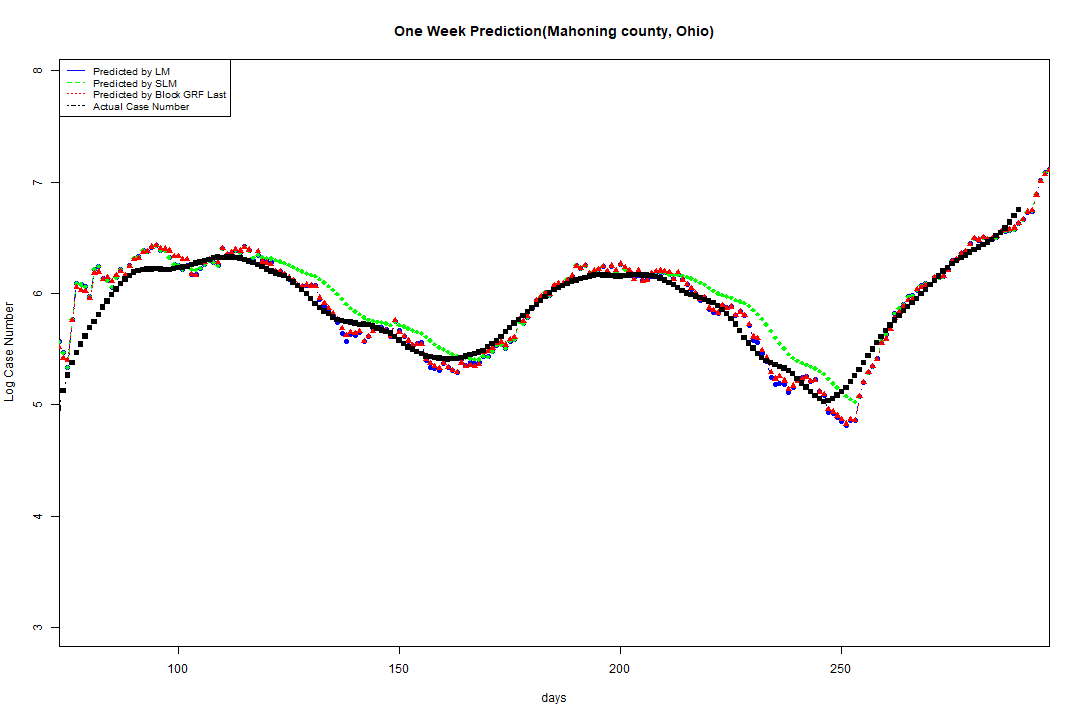 One Week Prediction(Mahoning county, Ohio)
Predicted by LM
Predicted by SLM
Predicted by Block GRF Last
Actual Case Number
8
7
6
5
4
3
Log Case Number
100 150 200 250
days